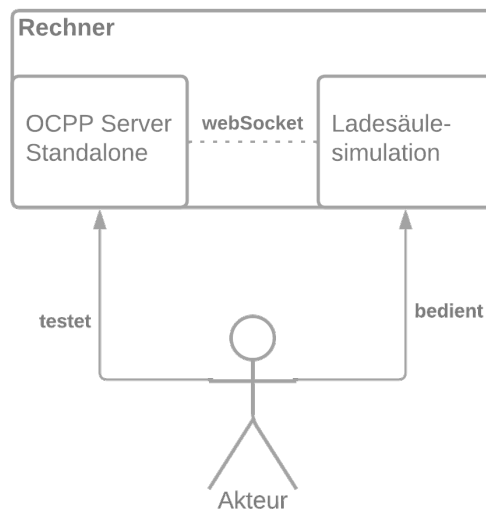 Rechner
OCPP Server
Standalone
webSocket
Ladesäule-
simulation
testet
bedient
Akteur